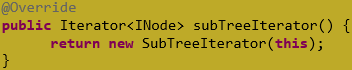 @Override
public Iterator<INode> subTreeIterator() {
return new SubTreeIterator(this);
}